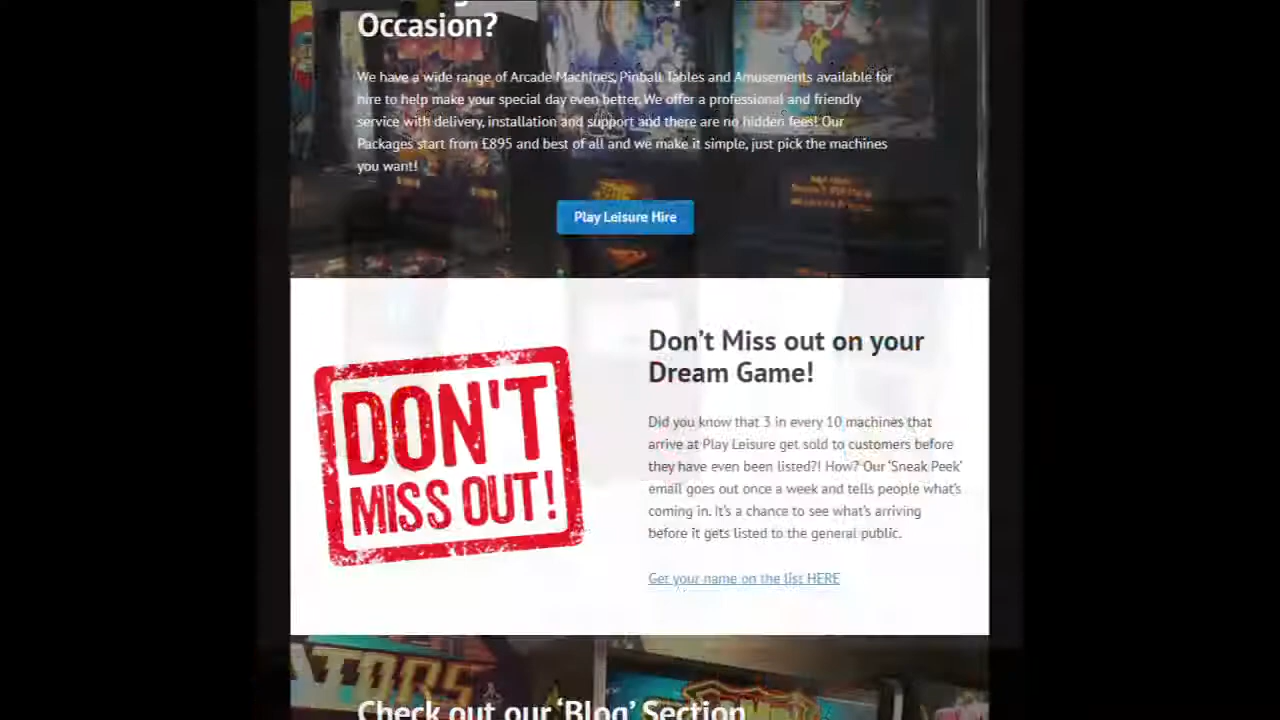 Occasion?
We have a wide range of Arcade Machines, Pinball Tables and Amusements available for
hire to help make your special day even better. We offer a professional and friendly
service with delivery, installation and support and there are no hidden fees! Our
Packages start from £895 and best of all and we make it simple, just pick the machines
you want!
Play Leisure Hire
DON'T
MISS OUT!
Don't Miss out on your
Dream Game!
Did you know that 3 in every 10 machines that
arrive at Play Leisure get sold to customers before
they have even been listed?! How? Our ‘Sneak Peek’
email goes out once a week and tells people what's
coming in. It's a chance to see what's arriving
before it gets listed to the general public.
Get your name on the list HERE
ATORS
Check out our ‘Blog’ Section